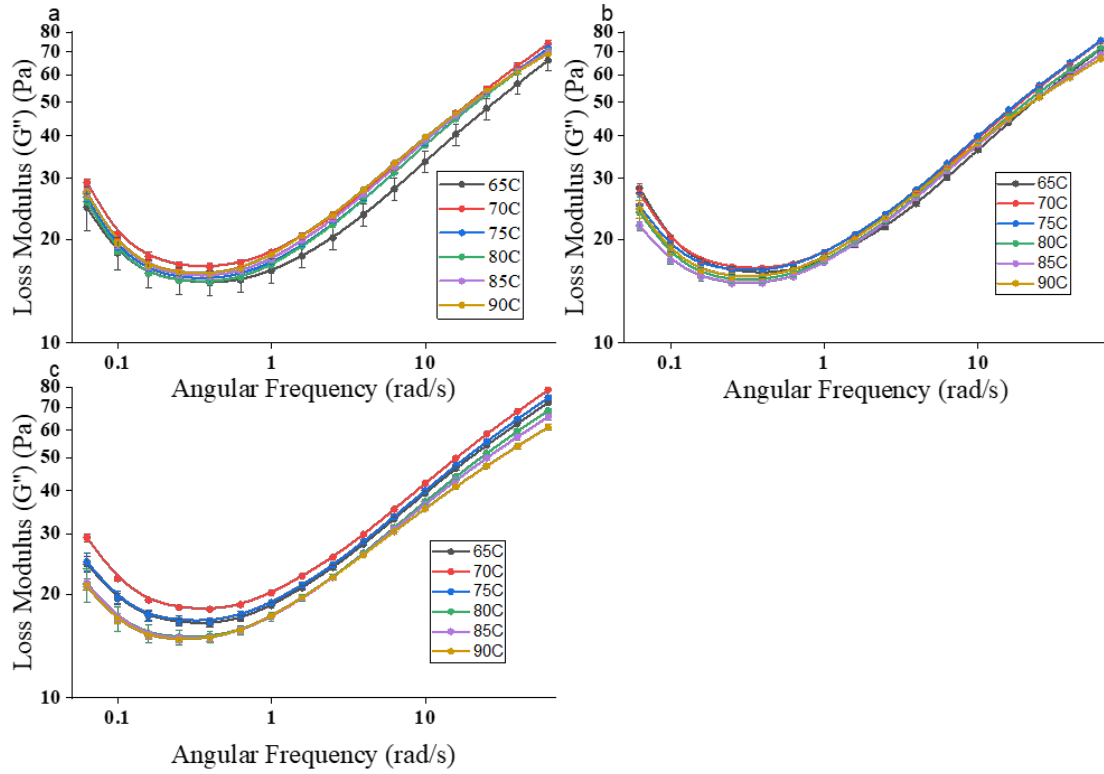 a
Loss Modulus (G") (Pa)
80
70
60
50
40
30
20
10
0.1
1
10
Angular Frequency (rad/s)
65C
70C
75C
80C
85C
90C
b
Loss Modulus (G") (Pa)
80
70
60
50
40
30
20
10
0.1
1
10
Angular Frequency (rad/s)
65C
70C
75C
80C
85C
90C
c
Loss Modulus (G") (Pa)
80
70
60
50
40
30
20
10
0.1
1
10
Angular Frequency (rad/s)
65C
70C
75C
80C
85C
90C